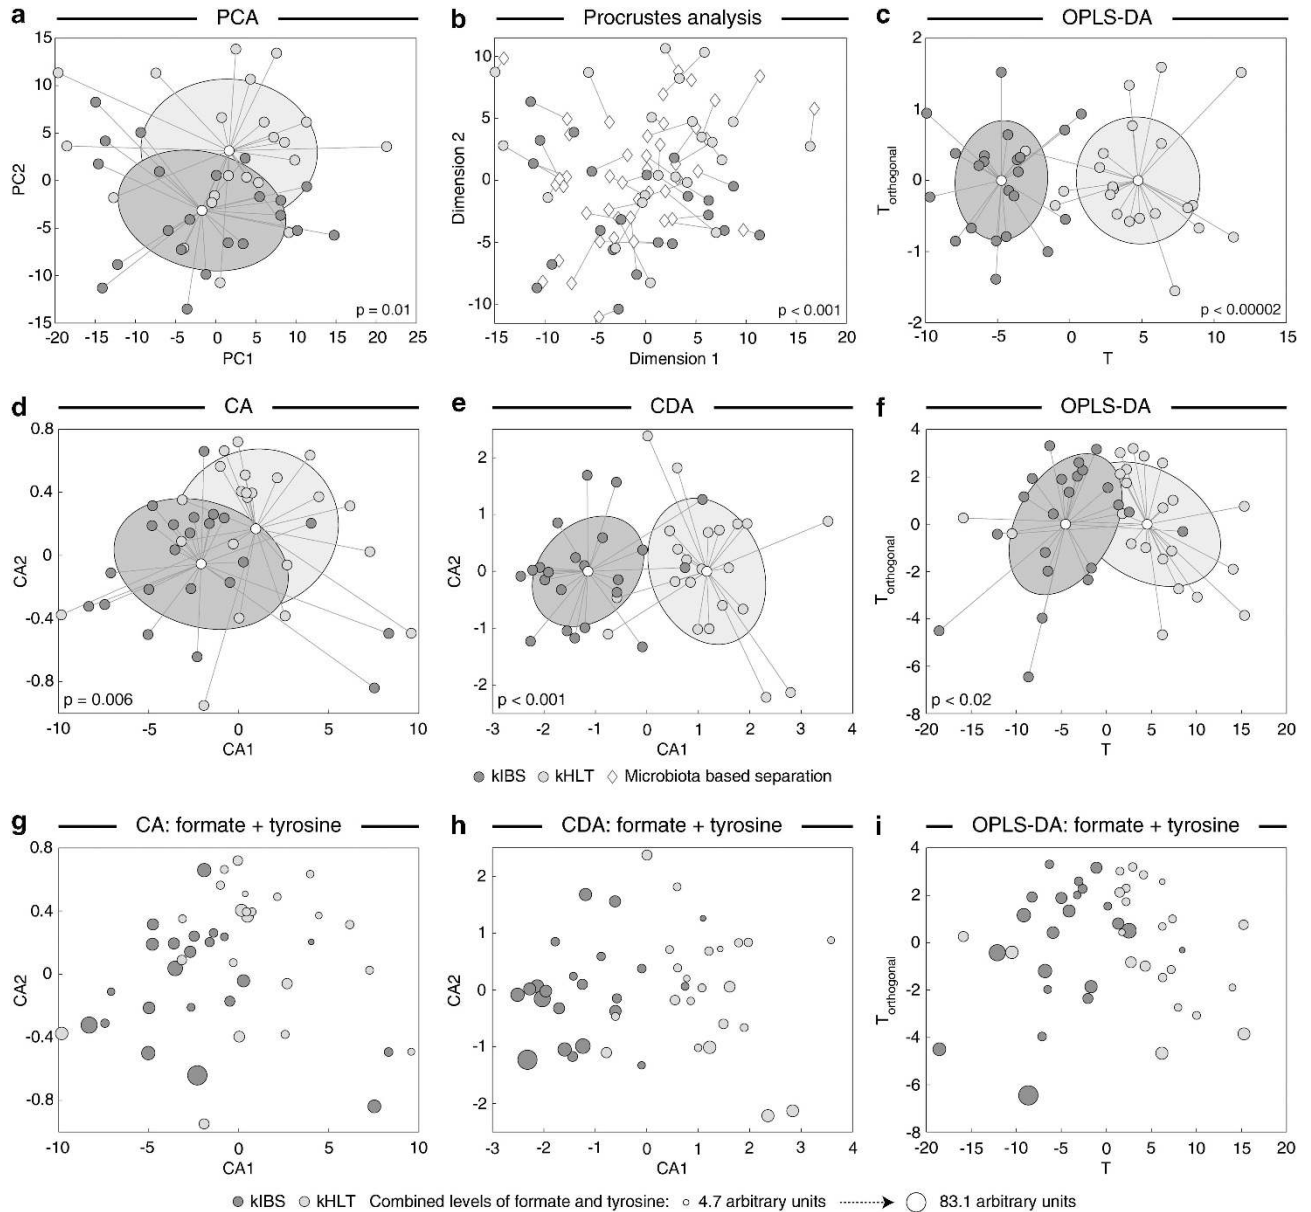 a PCA
15
10
5
0
-5
-10
-15
-20 -15 -10 -5 0 5 10 15 20 25
PC2
PC1
p = 0.01
b Procrustes analysis
10
5
0
-5
-10
-15 -10 -5 0 5 10 15 20
Dimension 2
Dimension 1
p < 0.001
c OPLS-DA
2
1
0
-1
-2
-10 -5 0 5 10 15
Torthogonal
T
p < 0.00002
d CA
0.8
0.4
0
-0.4
-0.8
-10 -5 0 5 10
CA2
CA1
p = 0.006
e CDA
2
1
0
-1
-2
-3 -2 -1 0 1 2 3 4
CA2
CA1
p < 0.001
f OPLS-DA
4
2
0
-2
-4
-6
-8
-20 -15 -10 -5 0 5 10 15 20
Torthogonal
T
p < 0.02
kIBS kHLT Microbiota based separation
g CA: formate + tyrosine
0.8
0.4
0
-0.4
-0.8
-10 -5 0 5 10
CA2
CA1
h CDA: formate + tyrosine
2
1
0
-1
-2
-3 -2 -1 0 1 2 3 4
CA2
CA1
i OPLS-DA: formate + tyrosine
4
2
0
-2
-4
-6
-8
-20 -15 -10 -5 0 5 10 15 20
Torthogonal
T
kIBS kHLT Combined levels of formate and tyrosine: 4.7 arbitrary units 83.1 arbitrary units